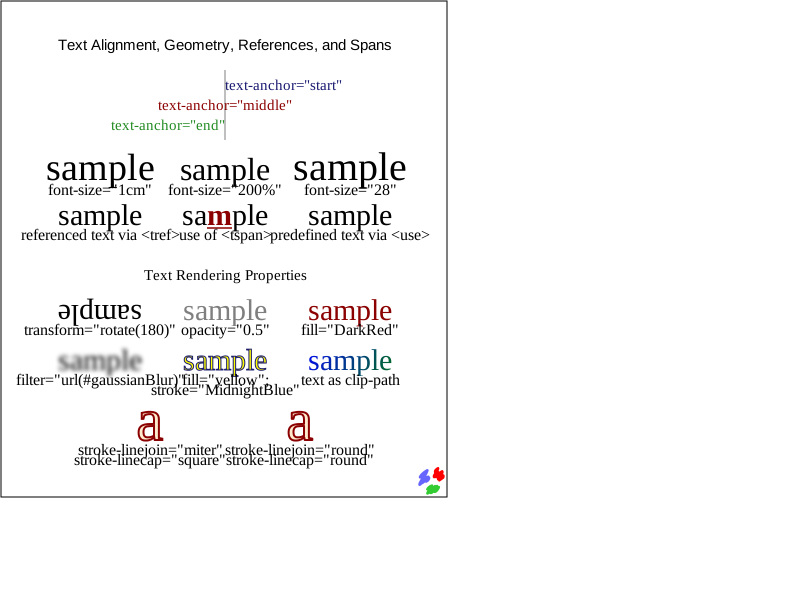 Text Alignment, Geometry, References, and Spans
text-anchor="start"
text-anchor="middle"
text-anchor="end"
sample sample sample
font-size="1cm" font-size="200%" font-size="28"
sample sample sample
referenced text via <tref> use of <tspan> predefined text via <use>
Text Rendering Properties
sample sample sample
transform="rotate(180)" opacity="0.5" fill="DarkRed"
sample sample sample
filter="url(#gaussianBlur)" fill="yellow"; text as clip-path
stroke="MidnightBlue"
a a
stroke-linejoin="miter" stroke-linejoin="round"
stroke-linecap="square" stroke-linecap="round"